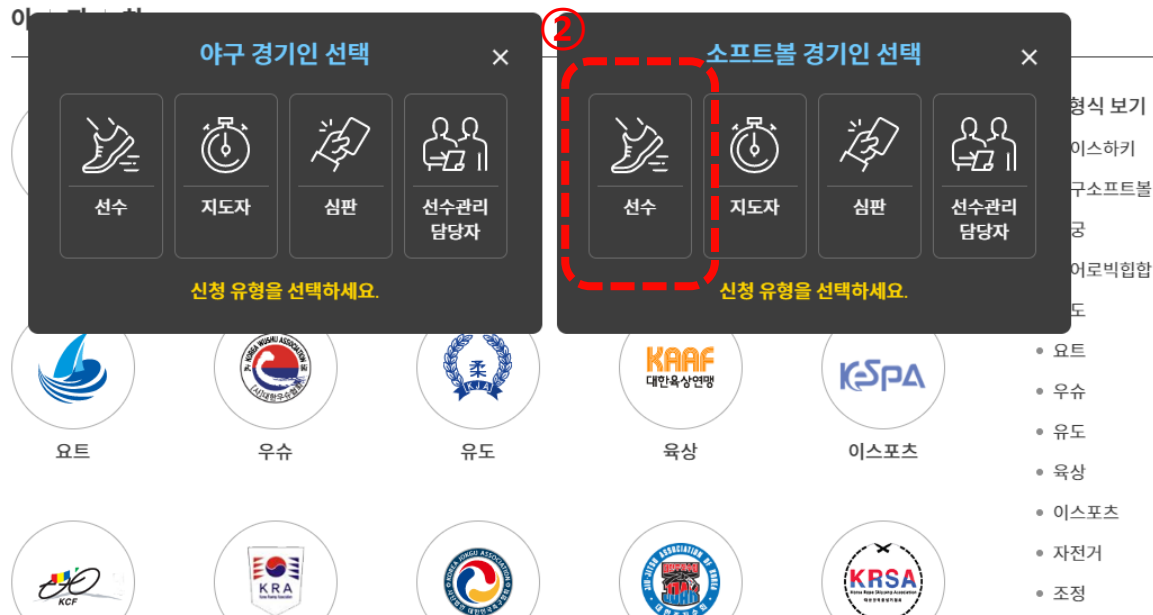 ②
야구 경기인 선택 ×
선수
지도자
심판
선수관리
담당자
신청 유형을 선택하세요.
소프트볼 경기인 선택 ×
선수
지도자
심판
선수관리
담당자
신청 유형을 선택하세요.
요트
우슈
柔
KJA
유도
KAAF
대한육상연맹
육상
KeSPA
이스포츠
KCF
KRA
KRSA
형식 보기
이스하키
구소프트볼
궁
어로빅힙합
도
요트
우슈
유도
육상
이스포츠
자전거
조정